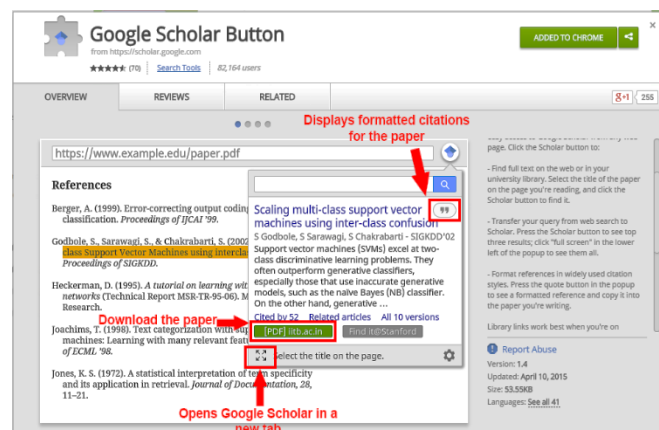 Google Scholar Button
from https://scholar.google.com
(70) Search Tools 82,164 users
ADDED TO CHROME
OVERVIEW REVIEWS RELATED
g+1 255
Displays formatted citations
for the paper
https://www.example.edu/paper.pdf
References
Berger, A. (1999). Error-correcting output coding
classification. Proceedings of IJCAI '99.
Godbole, S., Sarawagi, S., & Chakrabarti, S. (2002
class Support Vector Machines using interclas
Proceedings of SIGKDD.
Heckerman, D. (1995). A tutorial on learning wit
networks (Technical Report MSR-TR-95-06). M
Research.
Joachims, T. (1998). Text categorization with sup
machines: Learning with many relevant feat
of ECML '98.
Jones, K. S. (1972). A statistical interpretation of term specificity
and its application in retrieval. Journal of Documentation, 28,
11–21.
Scaling multi-class support vector
machines using inter-class confusion
S Godbole, S Sarawagi, S Chakrabarti - SIGKDD'02
Support vector machines (SVMs) excel at two-
class discriminative learning problems. They
often outperform generative classifiers,
especially those that use inaccurate generative
models, such as the naïve Bayes (NB) classifier.
On the other hand, generative ...
Cited by 52 Related articles All 10 versions
[PDF] iitb.ac.in Find it@Stanford
Select the title on the page.
Download the paper
Opens Google Scholar in a
new tab
page. Click the Scholar button to:
- Find full text on the web or in your
university library. Select the title of the paper
on the page you're reading, and click the
Scholar button to find it.
- Transfer your query from web search to
Scholar. Press the Scholar button to see top
three results; click "full screen" in the lower
left of the popup to see them all.
- Format references in widely used citation
styles. Press the quote button in the popup
to see a formatted reference and copy it into
the paper you're writing.
Library links work best when you're on
Report Abuse
Version: 1.4
Updated: April 10, 2015
Size: 53.55KB
Languages: See all 41